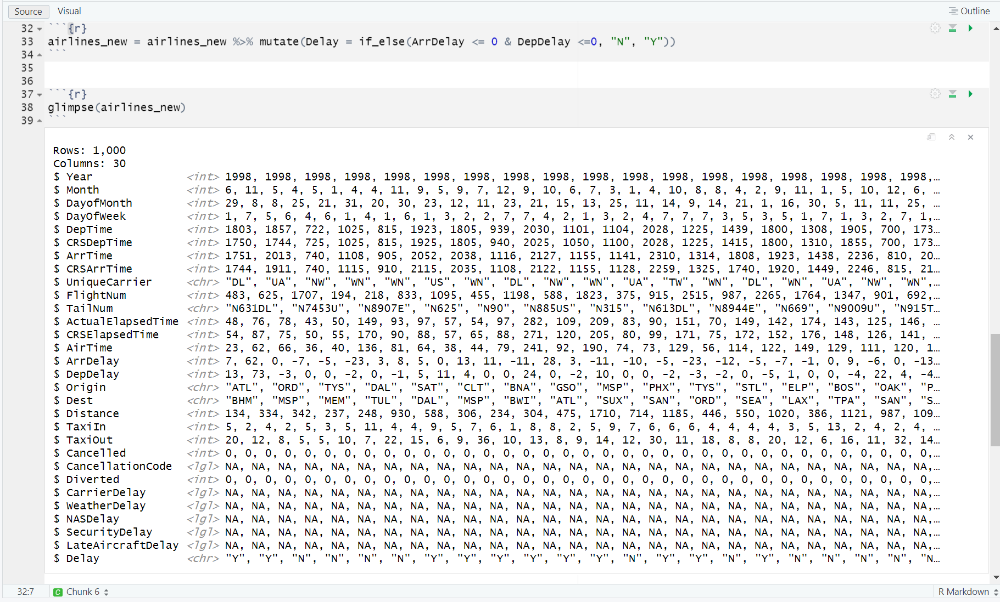 Source Visual Outline
32 ```{r}
33 airlines_new = airlines_new %>% mutate(Delay = if_else(ArrDelay <= 0 & DepDelay <=0, "N", "Y"))
34 ```
35
36
37 ```{r}
38 glimpse(airlines_new)
39 ```
Rows: 1,000
Columns: 30
$ Year <int> 1998, 1998, 1998, 1998, 1998, 1998, 1998, 1998, 1998, 1998, 1998, 1998, 1998, 1998, 1998, 1998, 1998, 1998,…
$ Month <int> 6, 11, 5, 4, 5, 1, 4, 4, 11, 9, 5, 9, 7, 12, 9, 10, 6, 7, 3, 1, 4, 10, 8, 8, 4, 2, 9, 11, 1, 5, 10, 12, 6, …
$ DayofMonth <int> 29, 8, 8, 25, 21, 31, 20, 30, 23, 12, 11, 23, 21, 15, 13, 25, 11, 14, 9, 14, 21, 1, 16, 30, 5, 11, 11, 25, …
$ DayOfWeek <int> 1, 7, 5, 6, 4, 6, 1, 4, 1, 6, 1, 3, 2, 2, 7, 7, 4, 2, 1, 3, 2, 4, 7, 7, 7, 3, 5, 3, 5, 1, 7, 1, 3, 2, 7, 1,…
$ DepTime <int> 1803, 1857, 722, 1025, 815, 1923, 1805, 939, 2030, 1101, 1104, 2028, 1225, 1439, 1800, 1308, 1905, 700, 173…
$ CRSDepTime <int> 1750, 1744, 725, 1025, 815, 1925, 1805, 940, 2025, 1050, 1100, 2028, 1225, 1415, 1800, 1310, 1855, 700, 173…
$ ArrTime <int> 1751, 2013, 740, 1108, 905, 2052, 2038, 1116, 2127, 1155, 1141, 2310, 1314, 1808, 1923, 1438, 2236, 810, 20…
$ CRSArrTime <int> 1744, 1911, 740, 1115, 910, 2115, 2035, 1108, 2122, 1155, 1128, 2259, 1325, 1740, 1920, 1449, 2246, 815, 21…
$ UniqueCarrier <chr> "DL", "UA", "NW", "WN", "WN", "US", "WN", "DL", "NW", "WN", "UA", "TW", "WN", "DL", "WN", "UA", "NW", "WN",…
$ FlightNum <int> 483, 625, 1707, 194, 218, 833, 1095, 455, 1198, 588, 1823, 375, 915, 2515, 987, 2265, 1764, 1347, 901, 692,…
$ TailNum <chr> "N631DL", "N7453U", "N8907E", "N625", "N90", "N885US", "N315", "N613DL", "N8944E", "N669", "N9009U", "N915T…
$ ActualElapsedTime <int> 48, 76, 78, 43, 50, 149, 93, 97, 57, 54, 97, 282, 109, 209, 83, 90, 151, 70, 149, 142, 174, 143, 125, 146, …
$ CRSElapsedTime <int> 54, 87, 75, 50, 55, 170, 90, 88, 57, 65, 88, 271, 120, 205, 80, 99, 171, 75, 172, 152, 176, 148, 126, 141, …
$ AirTime <int> 23, 62, 66, 36, 40, 136, 81, 64, 38, 44, 79, 241, 92, 190, 74, 73, 129, 56, 114, 122, 149, 129, 111, 120, 1…
$ ArrDelay <int> 7, 62, 0, -7, -5, -23, 3, 8, 5, 0, 13, 11, -11, 28, 3, -11, -10, -5, -23, -12, -5, -7, -1, 0, 9, -6, 0, -13…
$ DepDelay <int> 13, 73, -3, 0, 0, -2, 0, -1, 5, 11, 4, 0, 0, 24, 0, -2, 10, 0, 0, -2, -3, -2, 0, -5, 1, 0, 0, -4, 22, 4, -4…
$ Origin <chr> "ATL", "ORD", "TYS", "DAL", "SAT", "CLT", "BNA", "GSO", "MSP", "PHX", "TYS", "STL", "ELP", "BOS", "OAK", "P…
$ Dest <chr> "BHM", "MSP", "MEM", "TUL", "DAL", "MSP", "BWI", "ATL", "SUX", "SAN", "ORD", "SEA", "LAX", "TPA", "SAN", "S…
$ Distance <int> 134, 334, 342, 237, 248, 930, 588, 306, 234, 304, 475, 1710, 714, 1185, 446, 550, 1020, 386, 1121, 987, 109…
$ TaxiIn <int> 5, 2, 4, 2, 5, 3, 5, 11, 4, 4, 9, 5, 7, 6, 1, 8, 8, 2, 5, 9, 7, 6, 6, 6, 4, 4, 4, 4, 3, 5, 13, 2, 4, 2, 4, …
$ TaxiOut <int> 20, 12, 8, 5, 5, 10, 7, 22, 15, 6, 9, 36, 10, 13, 8, 9, 14, 12, 30, 11, 18, 8, 8, 20, 12, 6, 16, 11, 32, 14…
$ Cancelled <int> 0, 0, 0, 0, 0, 0, 0, 0, 0, 0, 0, 0, 0, 0, 0, 0, 0, 0, 0, 0, 0, 0, 0, 0, 0, 0, 0, 0, 0, 0, 0, 0, 0, 0, 0, 0,…
$ CancellationCode <lgl> NA, NA, NA, NA, NA, NA, NA, NA, NA, NA, NA, NA, NA, NA, NA, NA, NA, NA, NA, NA, NA, NA, NA, NA, NA, NA, NA,…
$ Diverted <int> 0, 0, 0, 0, 0, 0, 0, 0, 0, 0, 0, 0, 0, 0, 0, 0, 0, 0, 0, 0, 0, 0, 0, 0, 0, 0, 0, 0, 0, 0, 0, 0, 0, 0, 0, 0,…
$ CarrierDelay <lgl> NA, NA, NA, NA, NA, NA, NA, NA, NA, NA, NA, NA, NA, NA, NA, NA, NA, NA, NA, NA, NA, NA, NA, NA, NA, NA, NA,…
$ WeatherDelay <lgl> NA, NA, NA, NA, NA, NA, NA, NA, NA, NA, NA, NA, NA, NA, NA, NA, NA, NA, NA, NA, NA, NA, NA, NA, NA, NA, NA,…
$ NASDelay <lgl> NA, NA, NA, NA, NA, NA, NA, NA, NA, NA, NA, NA, NA, NA, NA, NA, NA, NA, NA, NA, NA, NA, NA, NA, NA, NA, NA,…
$ SecurityDelay <lgl> NA, NA, NA, NA, NA, NA, NA, NA, NA, NA, NA, NA, NA, NA, NA, NA, NA, NA, NA, NA, NA, NA, NA, NA, NA, NA, NA,…
$ LateAircraftDelay <lgl> NA, NA, NA, NA, NA, NA, NA, NA, NA, NA, NA, NA, NA, NA, NA, NA, NA, NA, NA, NA, NA, NA, NA, NA, NA, NA, NA,…
$ Delay <chr> "Y", "Y", "N", "N", "N", "N", "Y", "Y", "Y", "Y", "Y", "Y", "N", "Y", "Y", "N", "Y", "N", "N", "N", "N", "N…
32:7 C Chunk 6 R Markdown